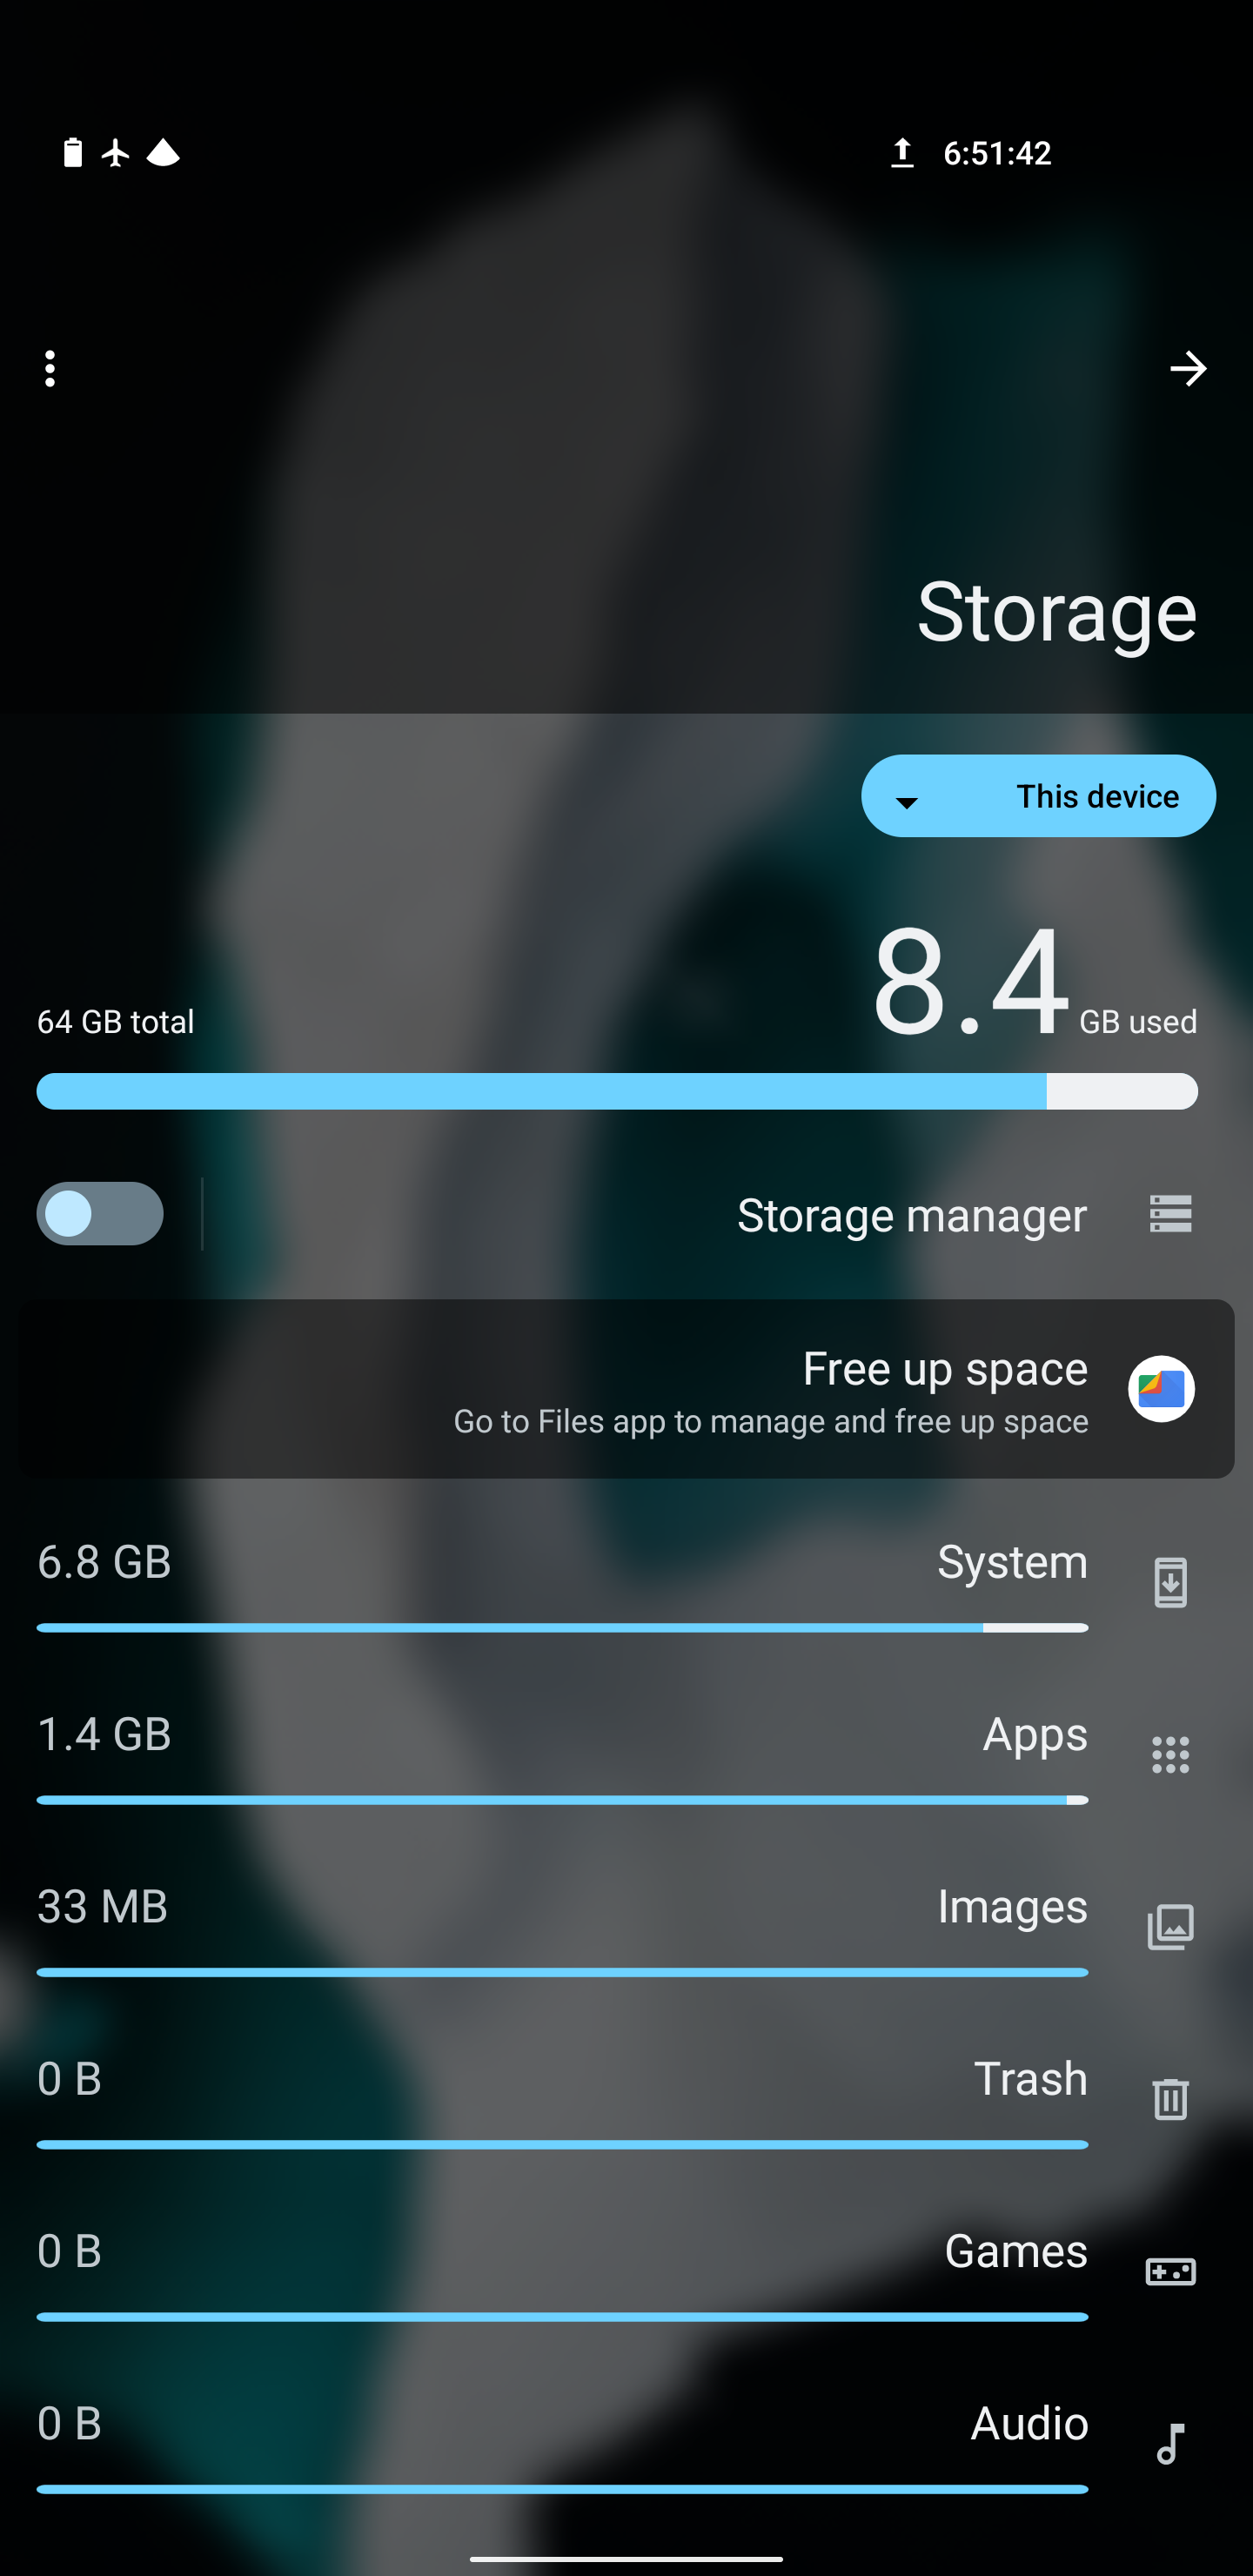 6:51:42
Storage
This device
8.4 GB used
64 GB total
Storage manager
Free up space
Go to Files app to manage and free up space
System
6.8 GB
Apps
1.4 GB
Images
33 MB
Trash
0 B
Games
0 B
Audio
0 B